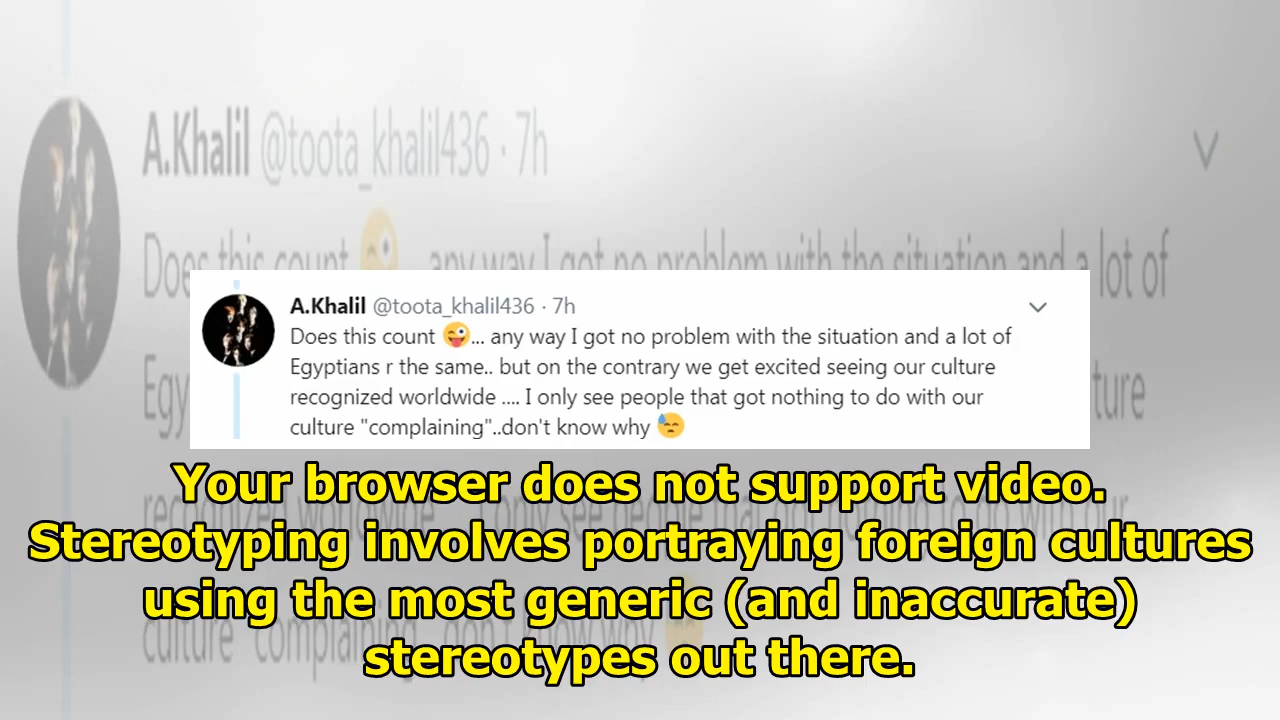 A.Khalil @toota_khalil436 · 7h
Does this count 😜... any way I got no problem with the situation and a lot of
Egyptians r the same.. but on the contrary we get excited seeing our culture
recognized worldwide .... I only see people that got nothing to do with our
culture "complaining"..don't know why 😓
Your browser does not support video.
Stereotyping involves portraying foreign cultures
using the most generic (and inaccurate)
stereotypes out there.